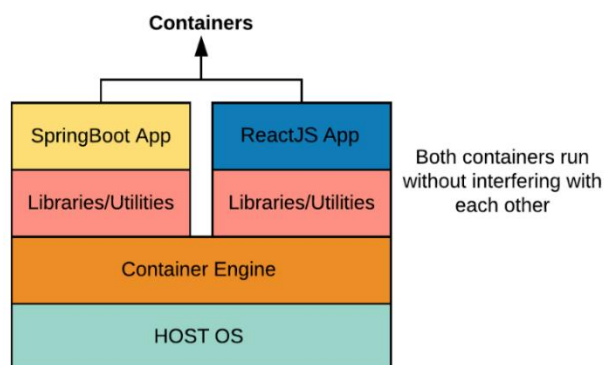 Containers
SpringBoot App
ReactJS App
Libraries/Utilities
Libraries/Utilities
Both containers run
without interfering with
each other
Container Engine
HOST OS